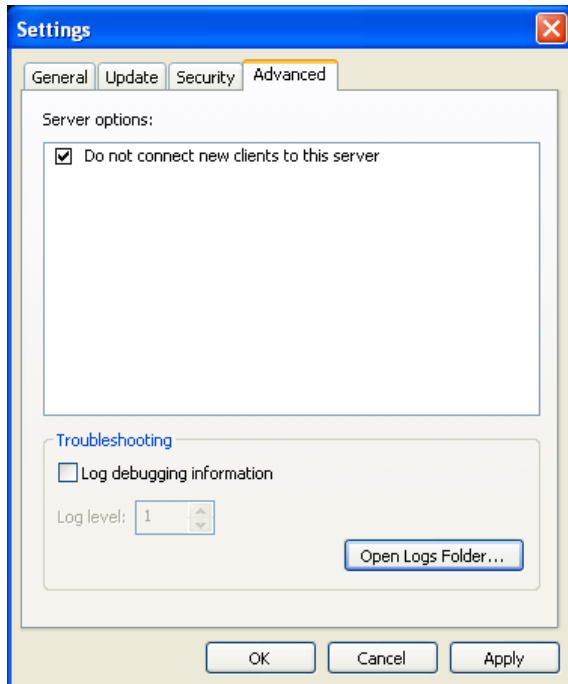 Settings
General Update Security Advanced
Server options:
Do not connect new clients to this server
Troubleshooting
Log debugging information
Log level: 1
Open Logs Folder...
OK Cancel Apply